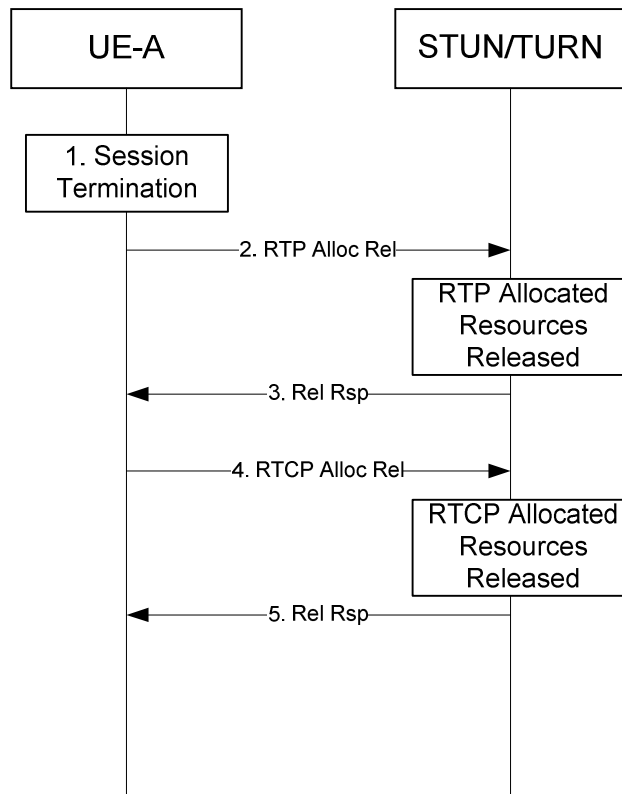 UE-A
STUN/TURN
1. Session
Termination
2. RTP Alloc Rel
RTP Allocated
Resources
Released
3. Rel Rsp
4. RTCP Alloc Rel
RTCP Allocated
Resources
Released
5. Rel Rsp